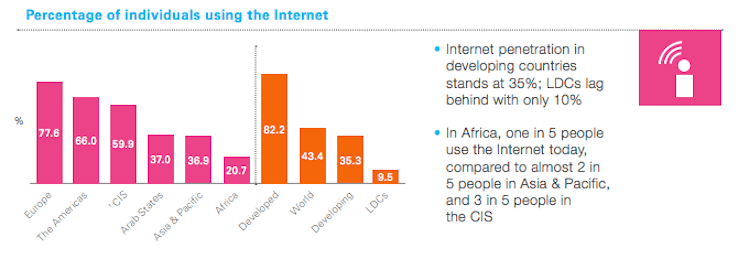 Percentage of individuals using the Internet
%
77.6
66.0
59.9
37.0
36.9
20.7
82.2
43.4
35.3
9.5
Europe
The Americas
'CIS
Arab States
Asia & Pacific
Africa
Developed
World
Developing
LDCs
• Internet penetration in
developing countries
stands at 35%; LDCs lag
behind with only 10%
• In Africa, one in 5 people
use the Internet today,
compared to almost 2 in
5 people in Asia & Pacific,
and 3 in 5 people in
the CIS